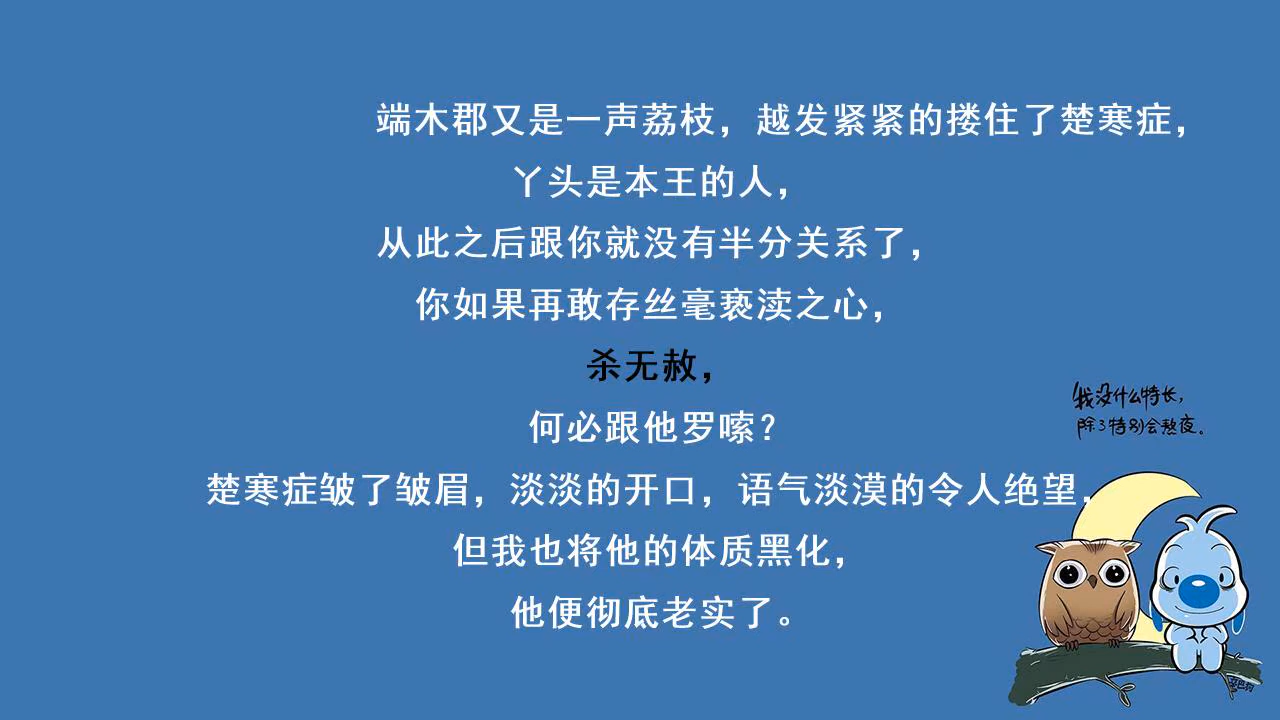 端木郡又是一声荔枝，越发紧紧的搂住了楚寒症，
丫头是本王的人，
从此之后跟你就没有半分关系了，
你如果再敢存丝毫亵渎之心，
杀无赦，
何必跟他罗嗦？
楚寒症皱了皱眉，淡淡的开口，语气淡漠的令人绝望，
但我也将他的体质黑化，
他便彻底老实了。
我没什么特长，
除了特别会熬夜。